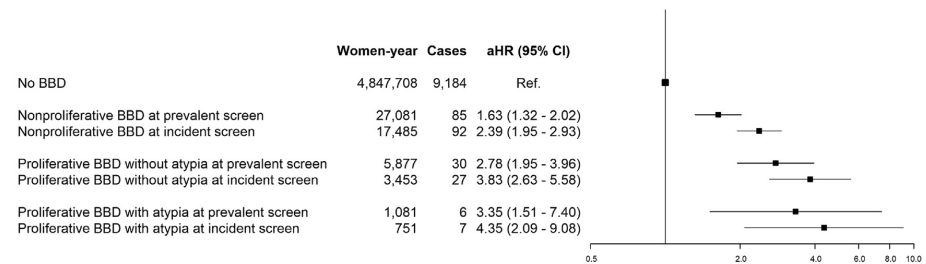 Women-year Cases aHR (95% CI)
No BBD 4,847,708 9,184 Ref.
Nonproliferative BBD at prevalent screen 27,081 85 1.63 (1.32 - 2.02)
Nonproliferative BBD at incident screen 17,485 92 2.39 (1.95 - 2.93)
Proliferative BBD without atypia at prevalent screen 5,877 30 2.78 (1.95 - 3.96)
Proliferative BBD without atypia at incident screen 3,453 27 3.83 (2.63 - 5.58)
Proliferative BBD with atypia at prevalent screen 1,081 6 3.35 (1.51 - 7.40)
Proliferative BBD with atypia at incident screen 751 7 4.35 (2.09 - 9.08)
0.5 1.0 2.0 4.0 6.0 8.0 10.0